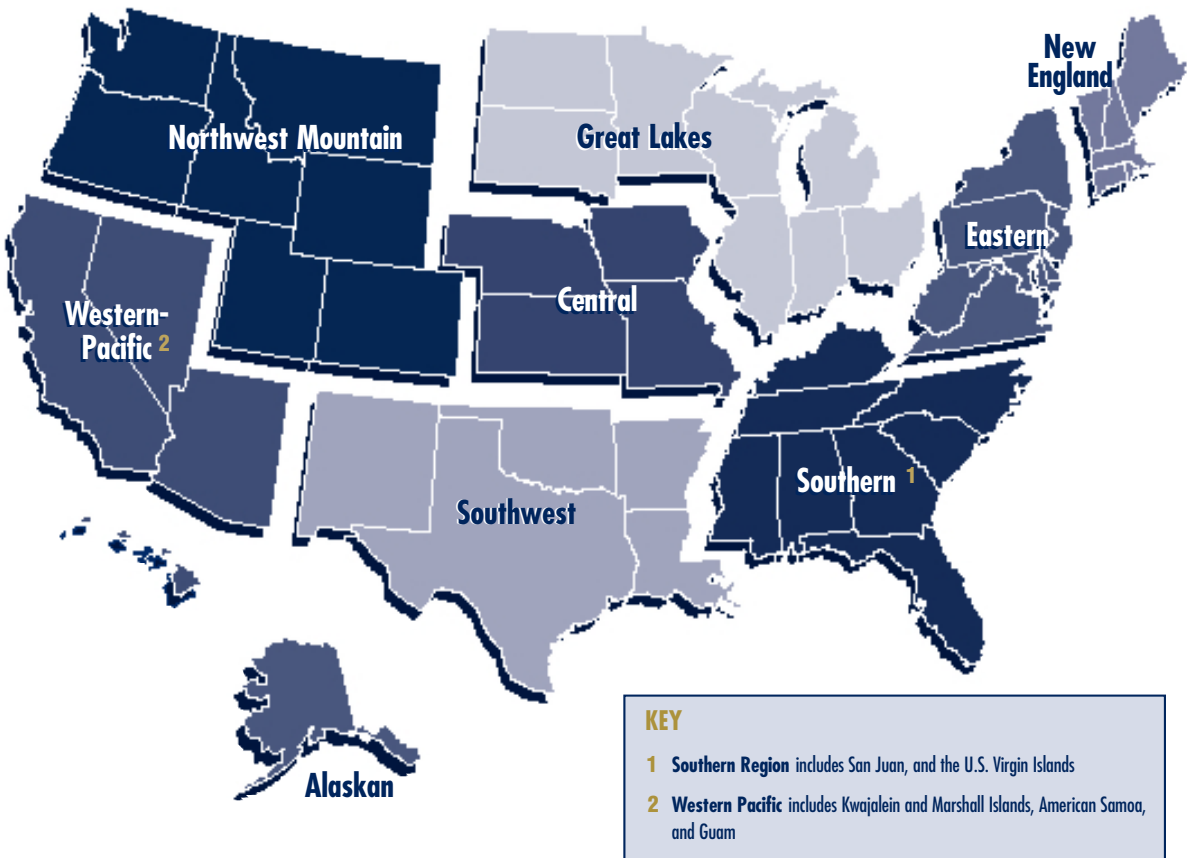 New
England
Northwest Mountain
Great Lakes
Eastern
Western-
Pacific 2
Central
Southern 1
Southwest
Alaskan
KEY
1 Southern Region includes San Juan, and the U.S. Virgin Islands
2 Western Pacific includes Kwajalein and Marshall Islands, American Samoa,
and Guam